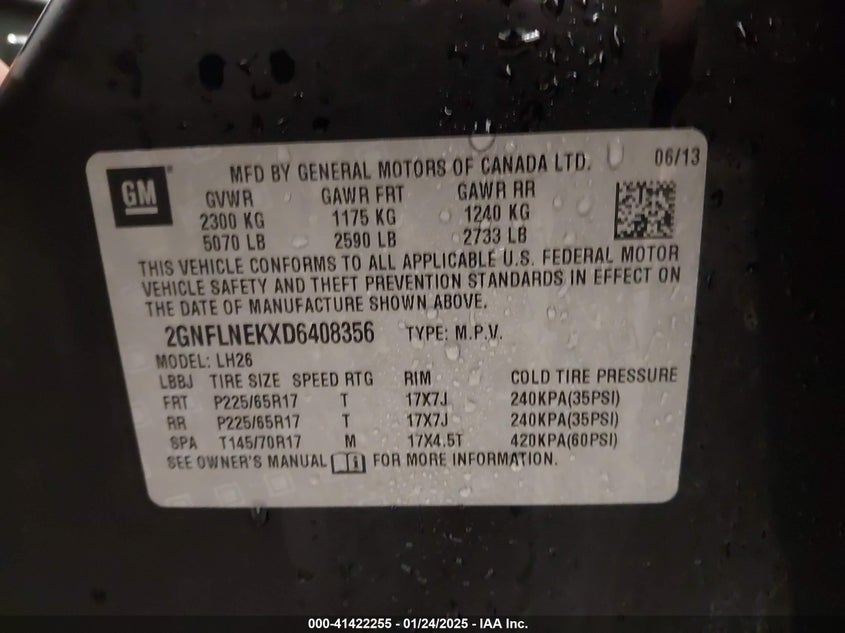 GM
MFD BY GENERAL MOTORS OF CANADA LTD. 06/13
GVWR GAWR FRT GAWR RR
2300 KG 1175 KG 1240 KG
5070 LB 2590 LB 2733 LB
THIS VEHICLE CONFORMS TO ALL APPLICABLE U.S. FEDERAL MOTOR
VEHICLE SAFETY AND THEFT PREVENTION STANDARDS IN EFFECT ON
THE DATE OF MANUFACTURE SHOWN ABOVE.
2GNFLNEKXD6408356 TYPE: M.P.V.
MODEL: LH26
LBBJ TIRE SIZE SPEED RTG RIM COLD TIRE PRESSURE
FRT P225/65R17 T 17X7J 240KPA(35PSI)
RR P225/65R17 T 17X7J 240KPA(35PSI)
SPA T145/70R17 M 17X4.5T 420KPA(60PSI)
SEE OWNER'S MANUAL FOR MORE INFORMATION.
000-41422255 - 01/24/2025 - IAA Inc.